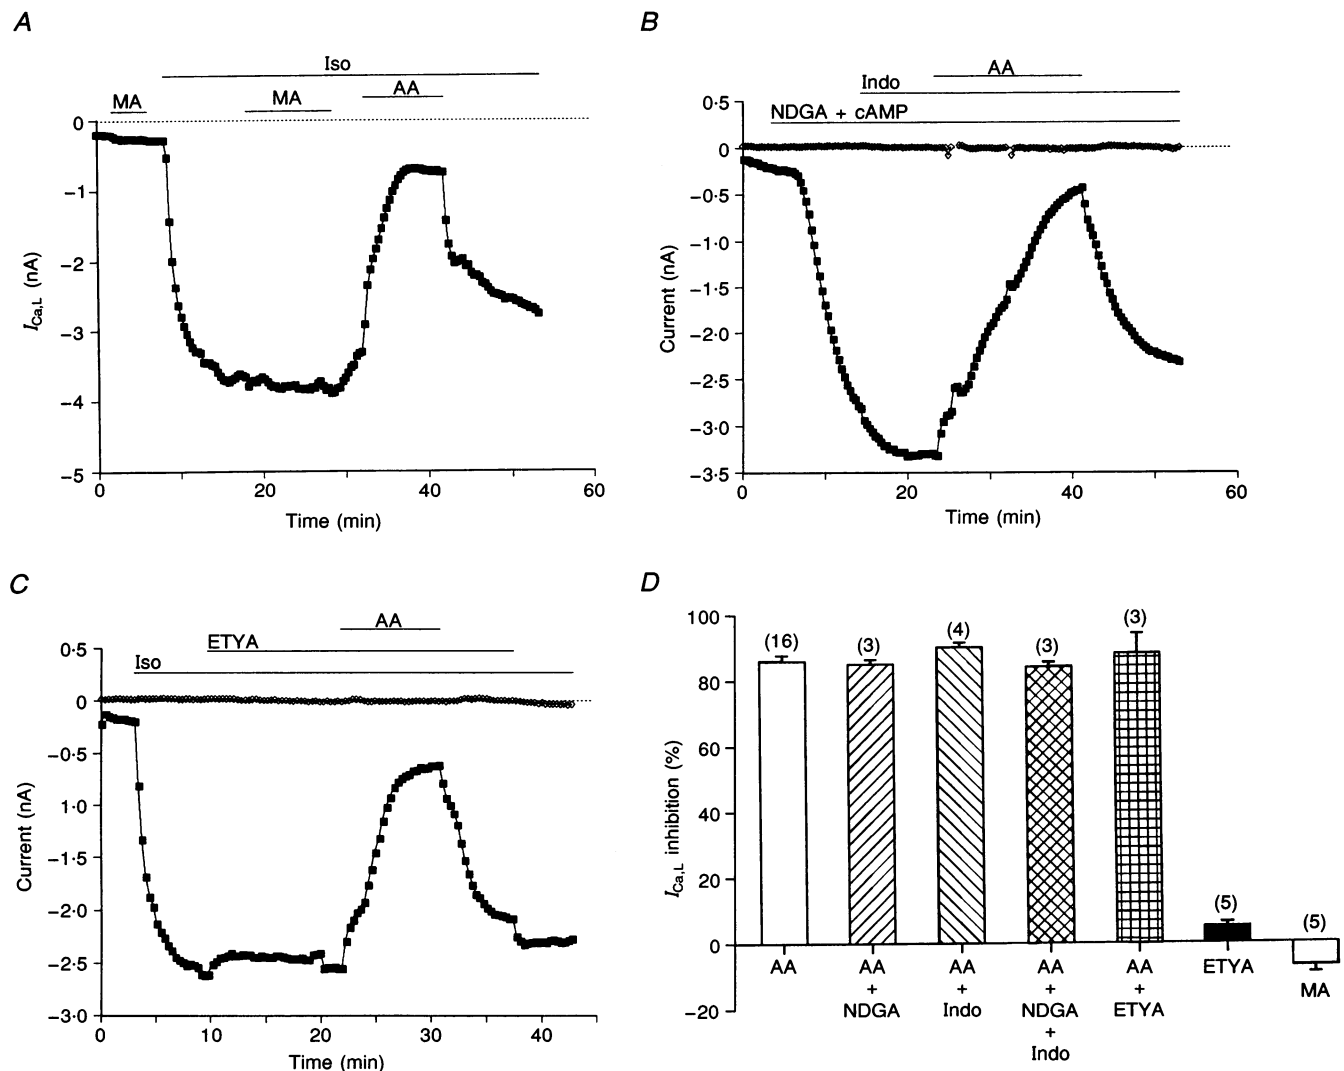 A
Iso
MA
MA
AA
0
−1
−2
−3
−4
−5
I Ca,L (nA)
0
20
40
60
Time (min)
B
AA
Indo
NDGA + cAMP
0·5
0
−0·5
−1·0
−1·5
−2·0
−2·5
−3·0
−3·5
Current (nA)
0
20
40
60
Time (min)
C
AA
ETYA
Iso
0·5
0
−0·5
1·0
−1·5
−2·0
−2·5
−3·0
Current (nA)
0
10
20
30
40
Time (min)
D
100
80
60
40
20
0
−20
I Ca,L inhibition (%)
(16)
(3)
(4)
(3)
(3)
(5)
(5)
AA
AA
+
NDGA
AA
+
Indo
AA
+
NDGA
+
Indo
AA
+
ETYA
ETYA
MA